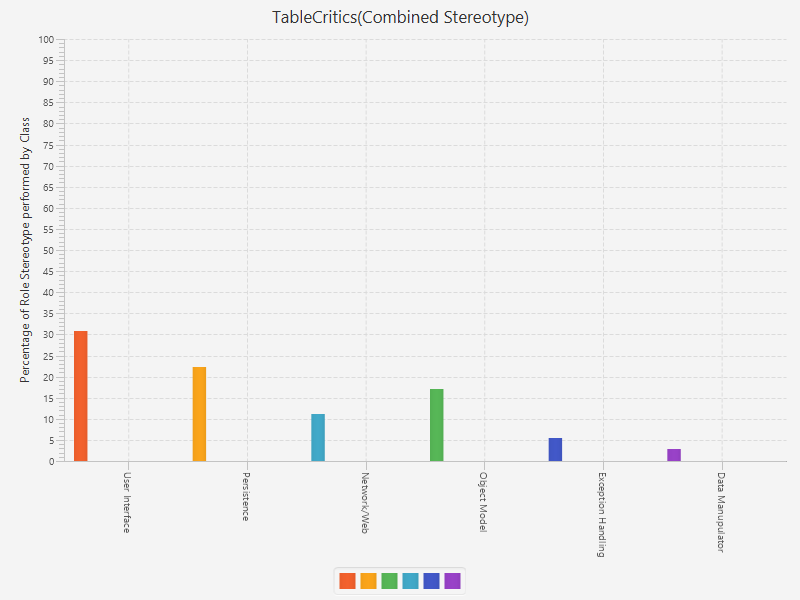 TableCritics(Combined Stereotype)
Percentage of Role Stereotype performed by Class
100
95
90
85
80
75
70
65
60
55
50
45
40
35
30
25
20
15
10
5
0
User Interface
Persistence
Network/Web
Object Model
Exception Handling
Data Manupulator